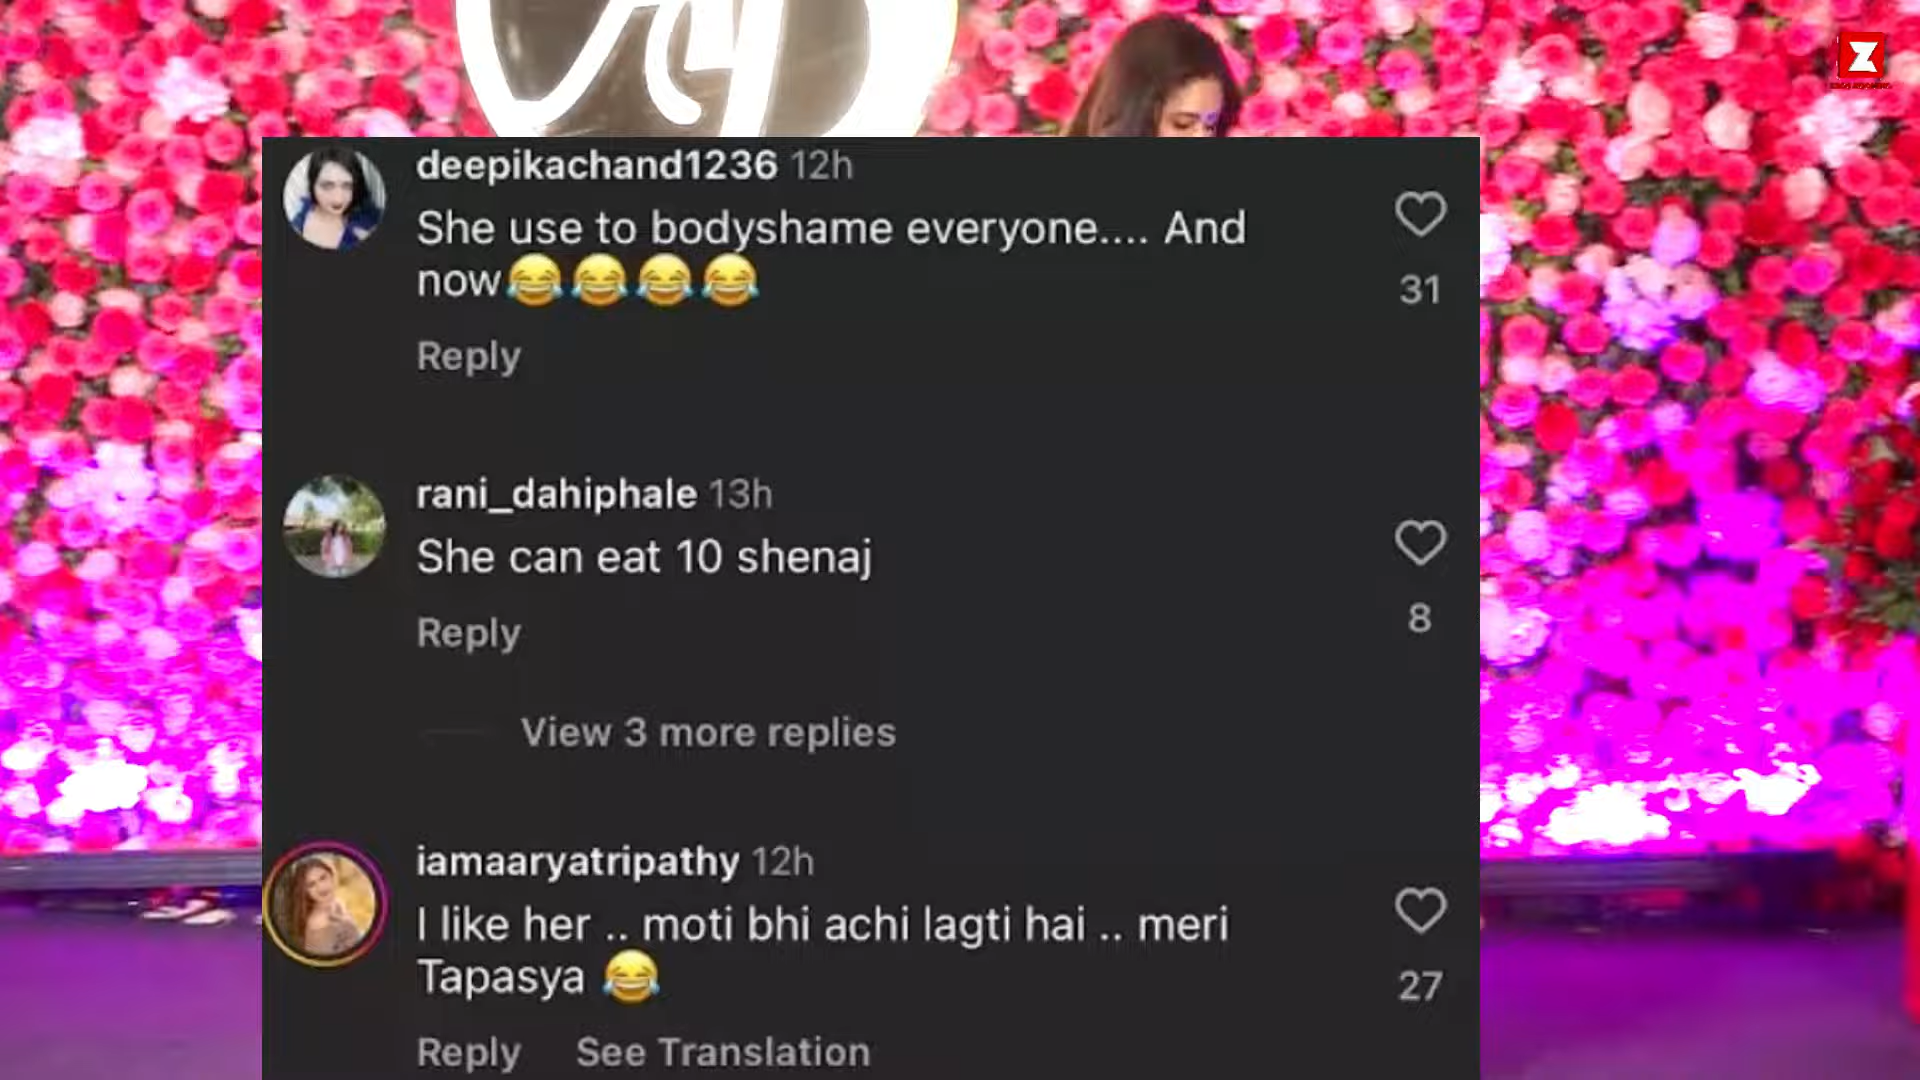 deepikachand1236 12h
She use to bodyshame everyone.... And
now😂😂😂😂
31
Reply
rani_dahiphale 13h
She can eat 10 shenaj
8
Reply
View 3 more replies
iamaaryatripathy 12h
I like her .. moti bhi achi lagti hai .. meri
Tapasya 😂
27
Reply See Translation